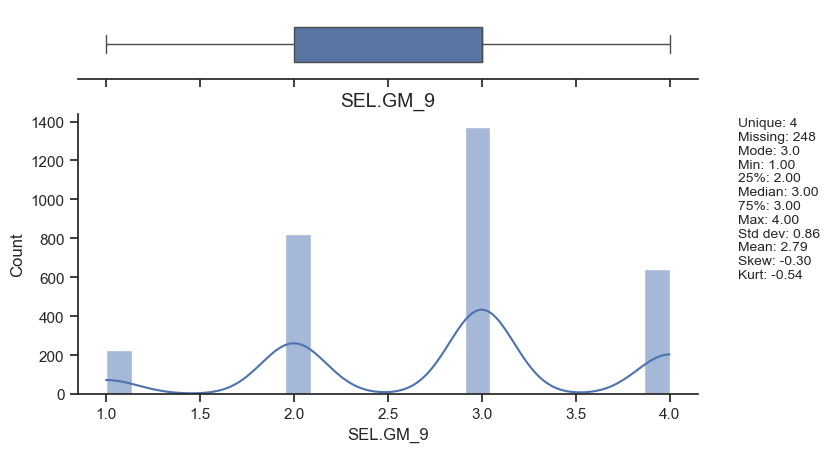 SEL.GM_9
1400
1200
1000
800
600
400
200
0
Count
1.0 1.5 2.0 2.5 3.0 3.5 4.0
SEL.GM_9
Unique: 4
Missing: 248
Mode: 3.0
Min: 1.00
25%: 2.00
Median: 3.00
75%: 3.00
Max: 4.00
Std dev: 0.86
Mean: 2.79
Skew: -0.30
Kurt: -0.54